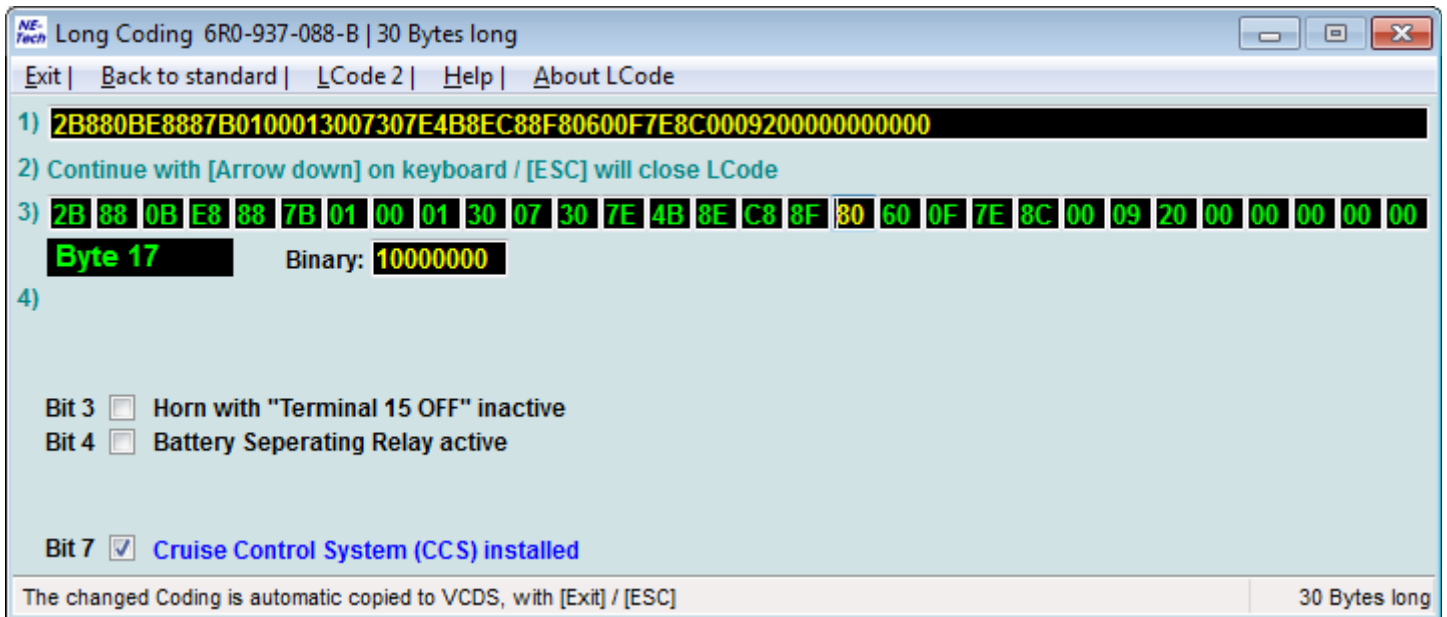 NE-Tech Long Coding 6R0-937-088-B | 30 Bytes long
Exit | Back to standard | LCode 2 | Help | About LCode
1) 2B880BE8887B0100013007307E4B8EC88F80600F7E8C0009200000000000
2) Continue with [Arrow down] on keyboard / [ESC] will close LCode
3) 2B 88 0B E8 88 7B 01 00 01 30 07 30 7E 4B 8E C8 8F 80 60 0F 7E 8C 00 09 20 00 00 00 00 00
Byte 17 Binary: 10000000
4)
Bit 3 Horn with "Terminal 15 OFF" inactive
Bit 4 Battery Seperating Relay active
Bit 7 Cruise Control System (CCS) installed
The changed Coding is automatic copied to VCDS, with [Exit] / [ESC] 30 Bytes long